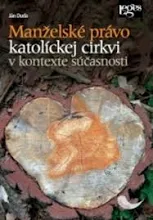 Ján Duda
Leges
Manželské právo
katolíckej cirkvi
v kontexte súčasnosti